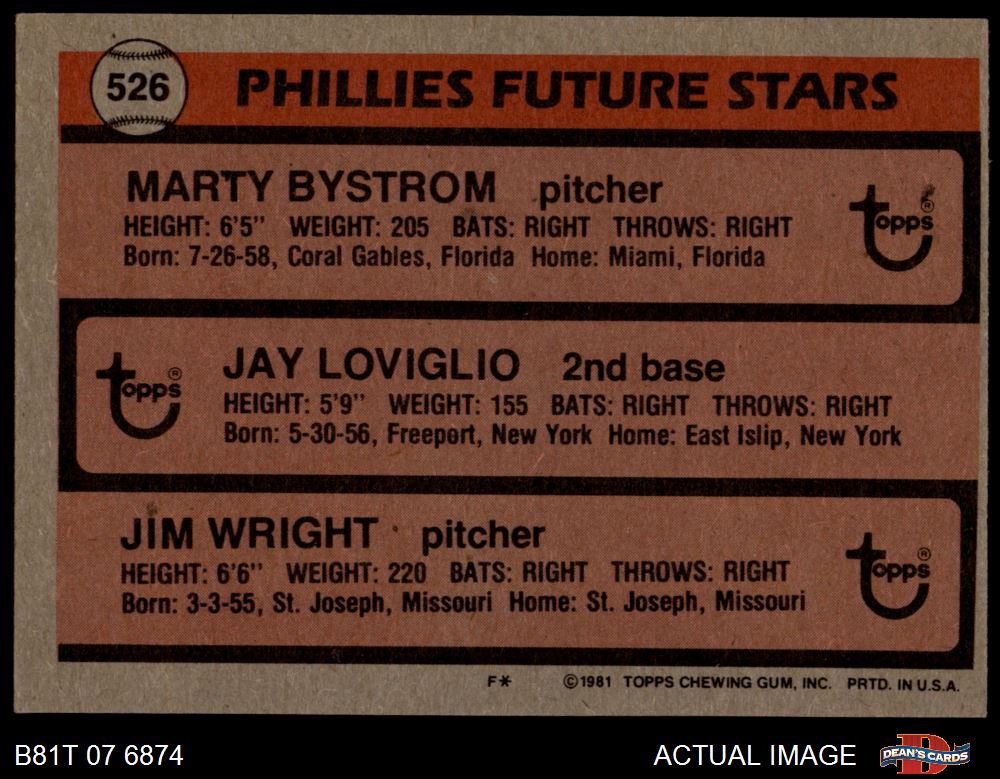 526 PHILLIES FUTURE STARS
MARTY BYSTROM pitcher
HEIGHT: 6'5" WEIGHT: 205 BATS: RIGHT THROWS: RIGHT
Born: 7-26-58, Coral Gables, Florida Home: Miami, Florida
topps®
JAY LOVIGLIO 2nd base
HEIGHT: 5'9" WEIGHT: 155 BATS: RIGHT THROWS: RIGHT
Born: 5-30-56, Freeport, New York Home: East Islip, New York
topps®
JIM WRIGHT pitcher
HEIGHT: 6'6" WEIGHT: 220 BATS: RIGHT THROWS: RIGHT
Born: 3-3-55, St. Joseph, Missouri Home: St. Joseph, Missouri
topps®
F* ©1981 TOPPS CHEWING GUM, INC. PRTD. IN U.S.A.
B81T 07 6874 ACTUAL IMAGE D DEAN'S CARDS